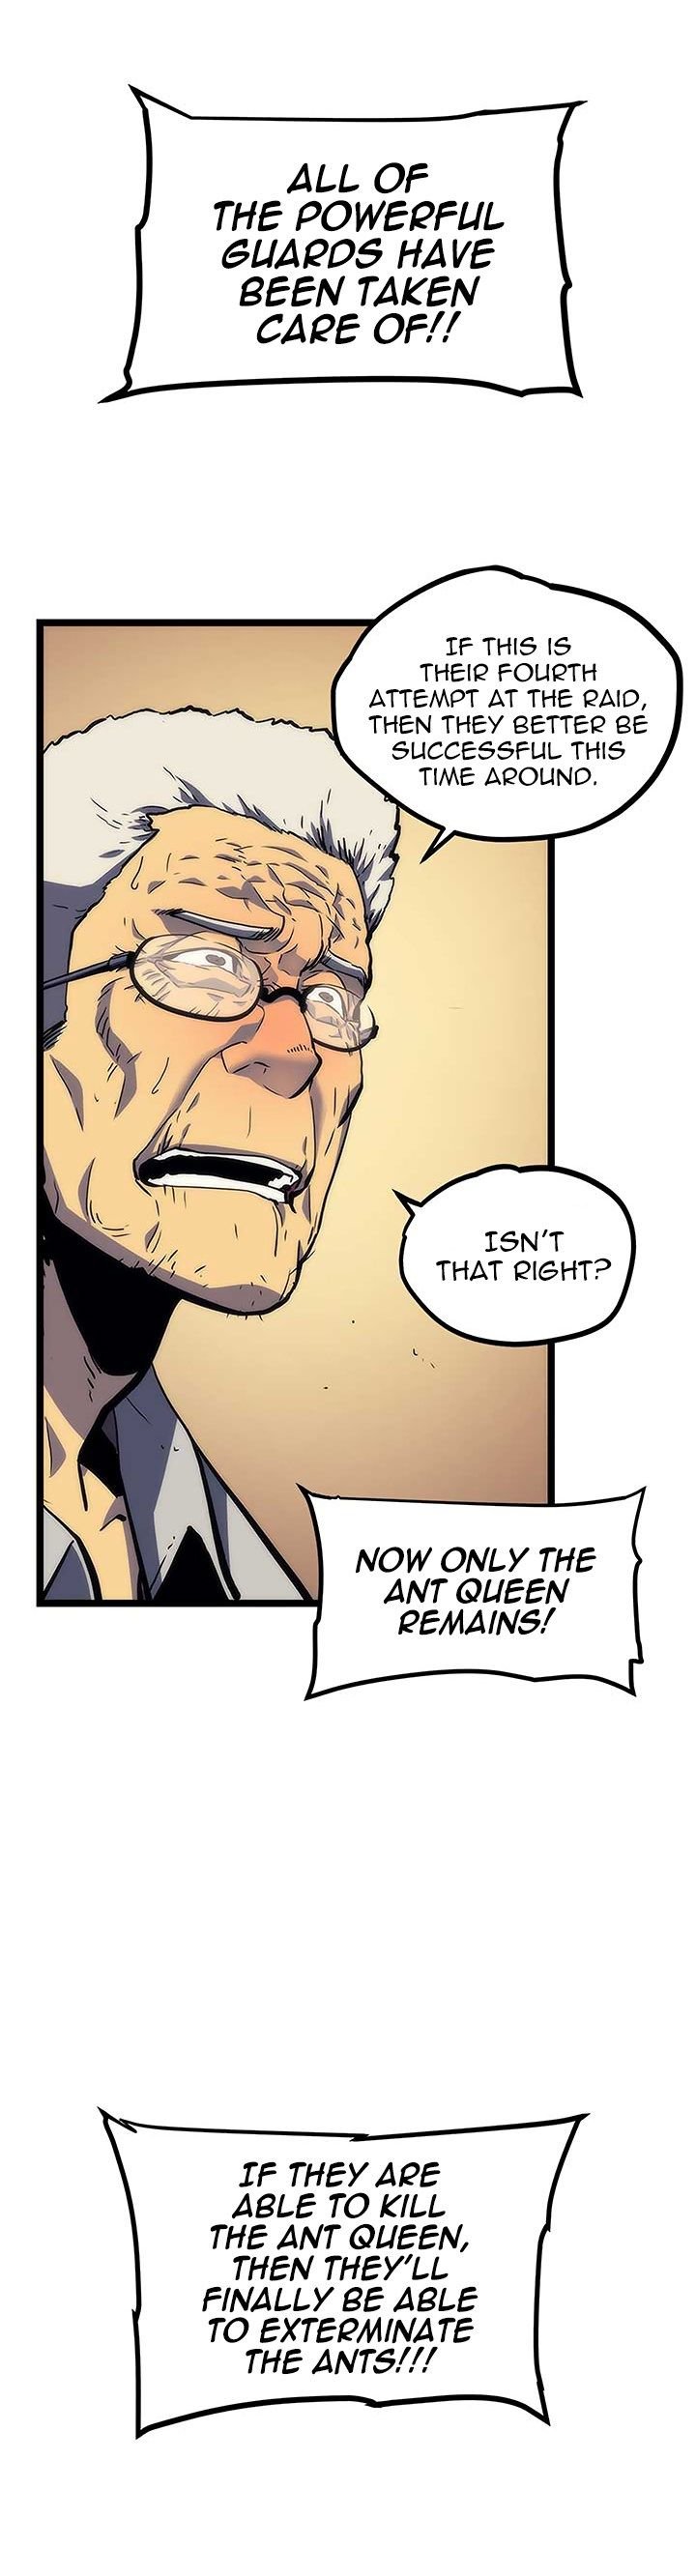 ALL OF
THE POWERFUL
GUARDS HAVE
BEEN TAKEN
CARE OF!!
IF THIS IS
THEIR FOURTH
ATTEMPT AT THE RAID,
THEN THEY BETTER BE
SUCCESSFUL THIS
TIME AROUND.
ISN'T
THAT RIGHT?
NOW ONLY THE
ANT QUEEN
REMAINS!
IF THEY ARE
ABLE TO KILL
THE ANT QUEEN,
THEN THEY'LL
FINALLY BE ABLE
TO EXTERMINATE
THE ANTS!!!